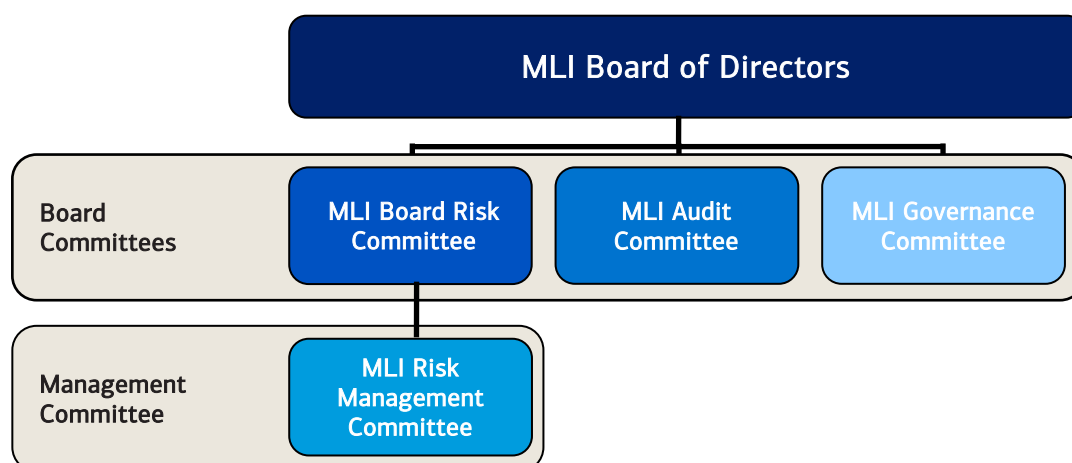 MLI Board of Directors
Board
Committees
MLI Board Risk
Committee
MLI Audit
Committee
MLI Governance
Committee
Management
Committee
MLI Risk
Management
Committee